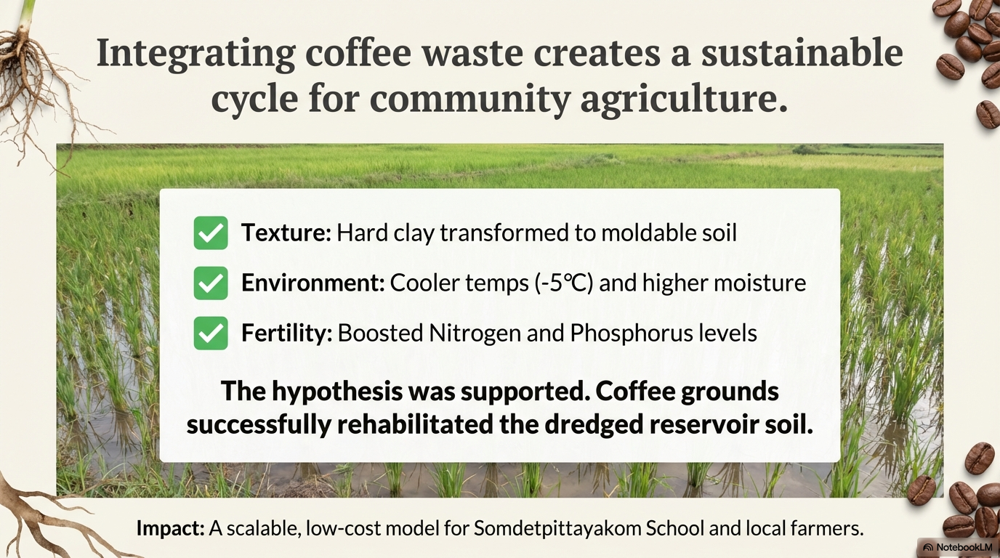 Integrating coffee waste creates a sustainable
cycle for community agriculture.
Texture: Hard clay transformed to moldable soil
Environment: Cooler temps (-5°C) and higher moisture
Fertility: Boosted Nitrogen and Phosphorus levels
The hypothesis was supported. Coffee grounds
successfully rehabilitated the dredged reservoir soil.
Impact: A scalable, low-cost model for Somdetpittayakom School and local farmers.
NotebookLM